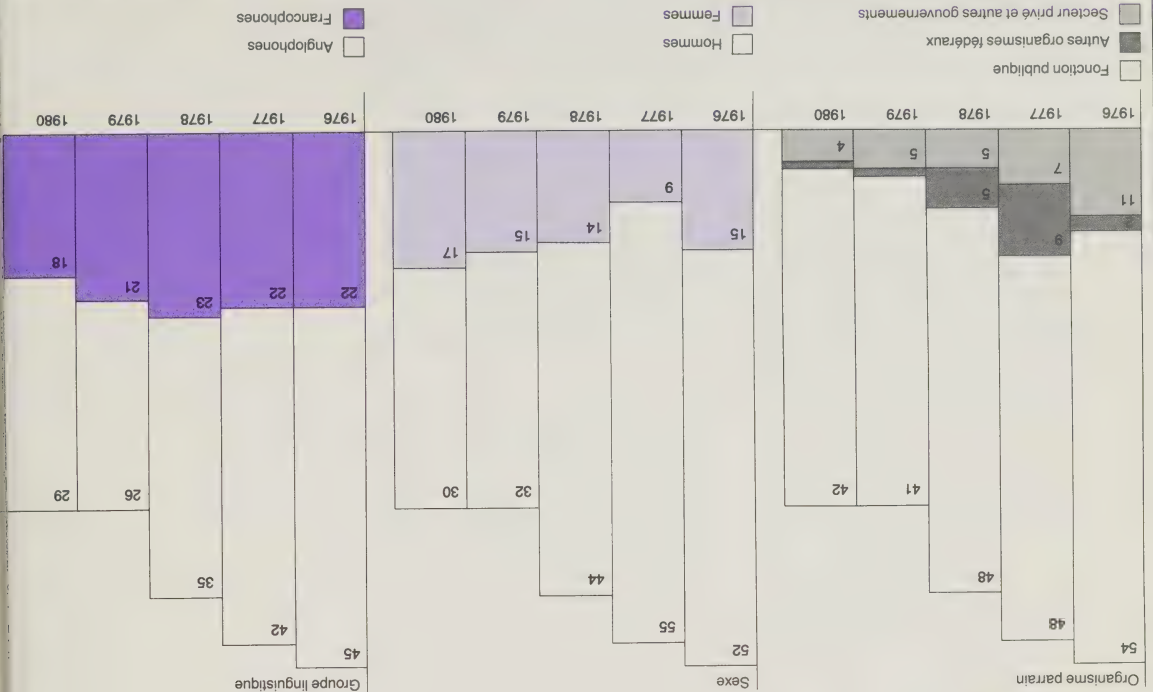 Organisme parrain
54
48
48
41
42
2
9
5
11
7
5
5
4
1976 1977 1978 1979 1980
Fonction publique
Autres organismes fédéraux
Secteur privé et autres gouvernements
Sexe
52
55
44
32
30
15
9
14
15
17
1976 1977 1978 1979 1980
Hommes
Femmes
Groupe linguistique
45
42
35
26
29
22
22
23
21
18
1976 1977 1978 1979 1980
Anglophones
Francophones